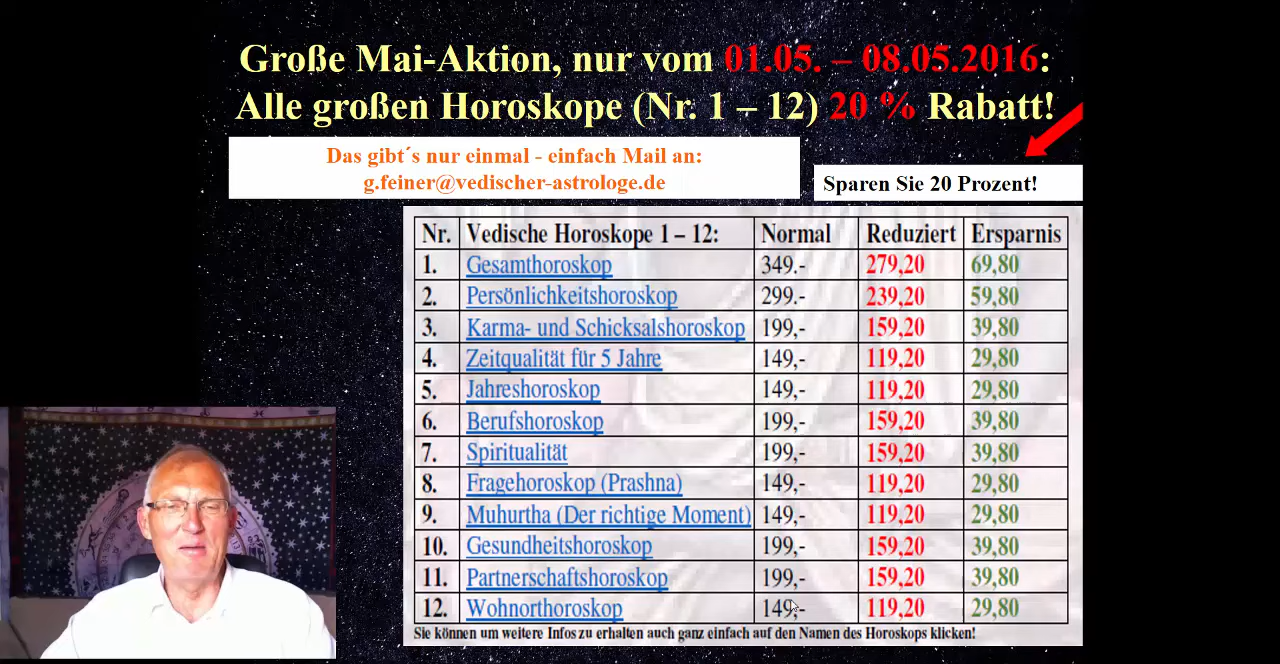 Große Mai-Aktion, nur vom 01.05. – 08.05.2016:
Alle großen Horoskope (Nr. 1 – 12) 20 % Rabatt!
Das gibt´s nur einmal - einfach Mail an:
g.feiner@vedischer-astrologe.de
Sparen Sie 20 Prozent!
Nr. Vedische Horoskope 1 – 12: Normal Reduziert Ersparnis
1. Gesamthoroskop 349.- 279,20 69,80
2. Persönlichkeitshoroskop 299.- 239,20 59,80
3. Karma- und Schicksalshoroskop 199,- 159,20 39,80
4. Zeitqualität für 5 Jahre 149,- 119,20 29,80
5. Jahreshoroskop 149,- 119,20 29,80
6. Berufshoroskop 199,- 159,20 39,80
7. Spiritualität 199,- 159,20 39,80
8. Fragehoroskop (Prashna) 149,- 119,20 29,80
9. Muhurtha (Der richtige Moment) 149,- 119,20 29,80
10. Gesundheitshoroskop 199,- 159,20 39,80
11. Partnerschaftshoroskop 199,- 159,20 39,80
12. Wohnorthoroskop 149,- 119,20 29,80
Sie können um weitere Infos zu erhalten auch ganz einfach auf den Namen des Horoskops klicken!